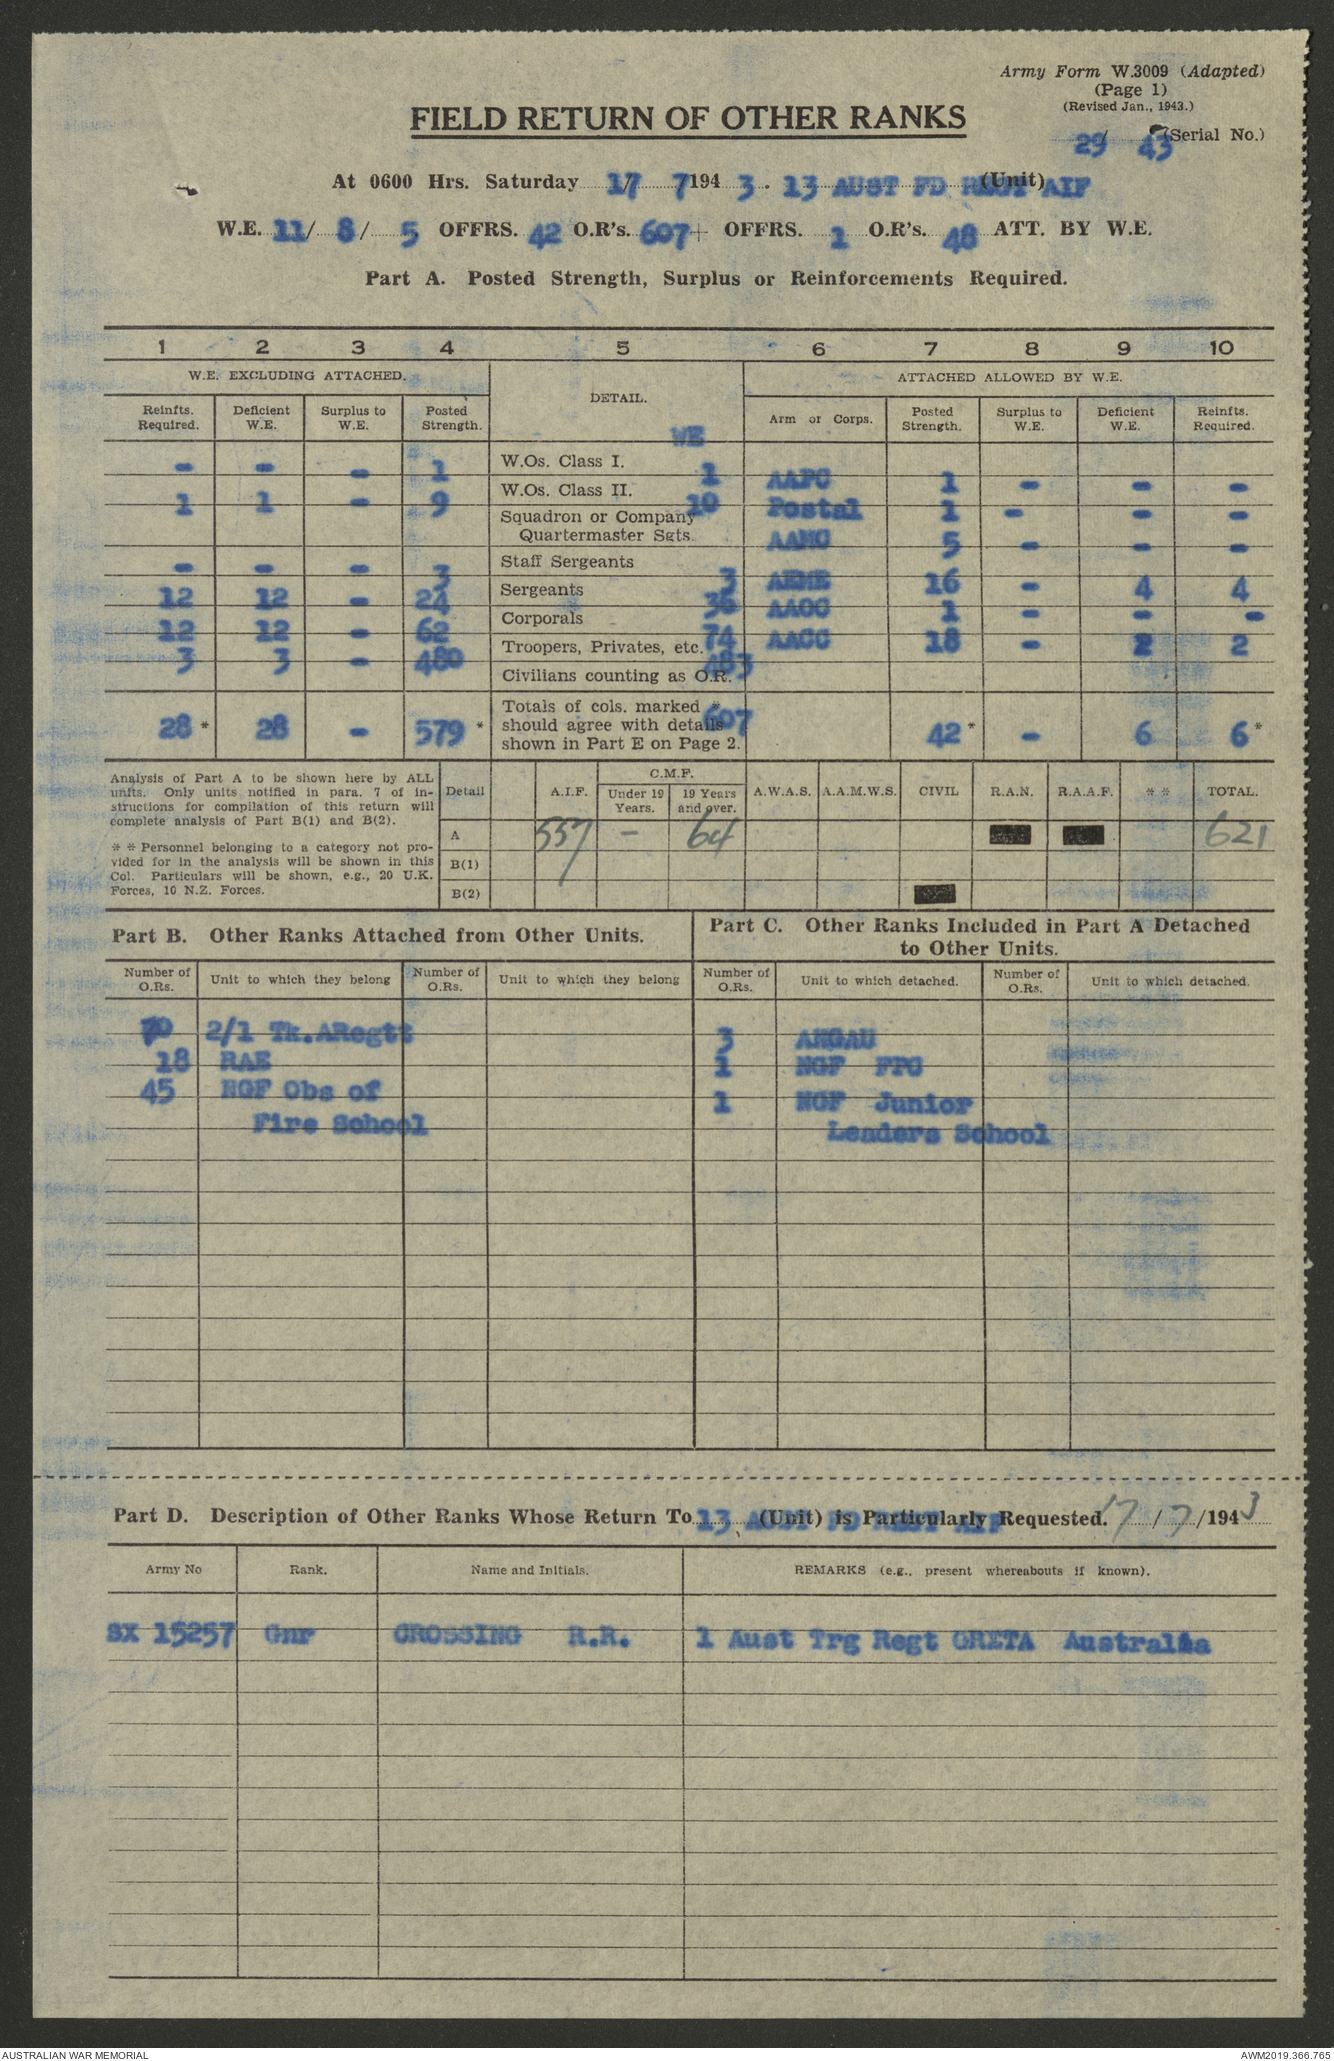 Army Form W.3009 (Adapted)
(Page 1)
(Revised Jan., 1943.)
FIELD RETURN OF OTHER RANKS
29 / 43 (Serial No.)
At 0600 Hrs. Saturday 17/ 7 194 3 . 13 AUST FD REGT AIF (Unit)
W.E. 11/ 8 / 5 OFFRS. 42 O.R's. 607 + OFFRS. 1 O.R's. 48 ATT. BY W.E.
Part A. Posted Strength, Surplus or Reinforcements Required.
1 2 3 4 5 6 7 8 9 10
W.E. EXCLUDING ATTACHED. DETAIL. ATTACHED ALLOWED BY W.E.
Reinfts. Required. Deficient W.E. Surplus to W.E. Posted Strength. Arm or Corps. Posted Strength. Surplus to W.E. Deficient W.E. Reinfts. Required.
WE
- - - 1 W.Os. Class I. 1 AAPC 1 - - -
1 1 - 9 W.Os. Class II. 10 Postal 1 - - -
Squadron or Company
Quartermaster Sgts. AAMC 5 - - -
- - - 3 Staff Sergeants 3 AEME 16 - 4 4
12 12 - 24 Sergeants 36 AAOC 1 - - -
12 12 - 62 Corporals 74 AACC 18 - 2 2
3 3 - 480 Troopers, Privates, etc. 483
Civilians counting as O.R.
Totals of cols. marked *
should agree with details
shown in Part E on Page 2.
28 * 28 - 579 * 607 42 * - 6 6 *
Analysis of Part A to be shown here by ALL
units. Only units notified in para. 7 of in-
structions for compilation of this return will
complete analysis of Part B(1) and B(2).
* * Personnel belonging to a category not pro-
vided for in the analysis will be shown in this
Col. Particulars will be shown, e.g., 20 U.K.
Forces, 10 N.Z. Forces.
Detail A.I.F. C.M.F. Under 19 Years. 19 Years and over. A.W.A.S. A.A.M.W.S. CIVIL R.A.N. R.A.A.F. * * TOTAL.
A 557 - 64 621
B(1)
B(2)
Part B. Other Ranks Attached from Other Units.
Part C. Other Ranks Included in Part A Detached
to Other Units.
Number of O.Rs. Unit to which they belong Number of O.Rs. Unit to which they belong Number of O.Rs. Unit to which detached. Number of O.Rs. Unit to which detached.
70 2/1 Tk.ARegtt 3 ANGAU
18 RAE 1 NGF FPC
45 NGF Obs of 1 NGF Junior
Fire School Leaders School
Part D. Description of Other Ranks Whose Return To 13 AUST FD REGT AIF (Unit) is Particularly Requested. 17 / 7 /194 3
Army No Rank. Name and Initials. REMARKS (e.g., present whereabouts if known).
SX 15257 Gnr CROSSING R.R. 1 Aust Trg Regt GRETA Australia
AUSTRALIAN WAR MEMORIAL AWM2019.366.765